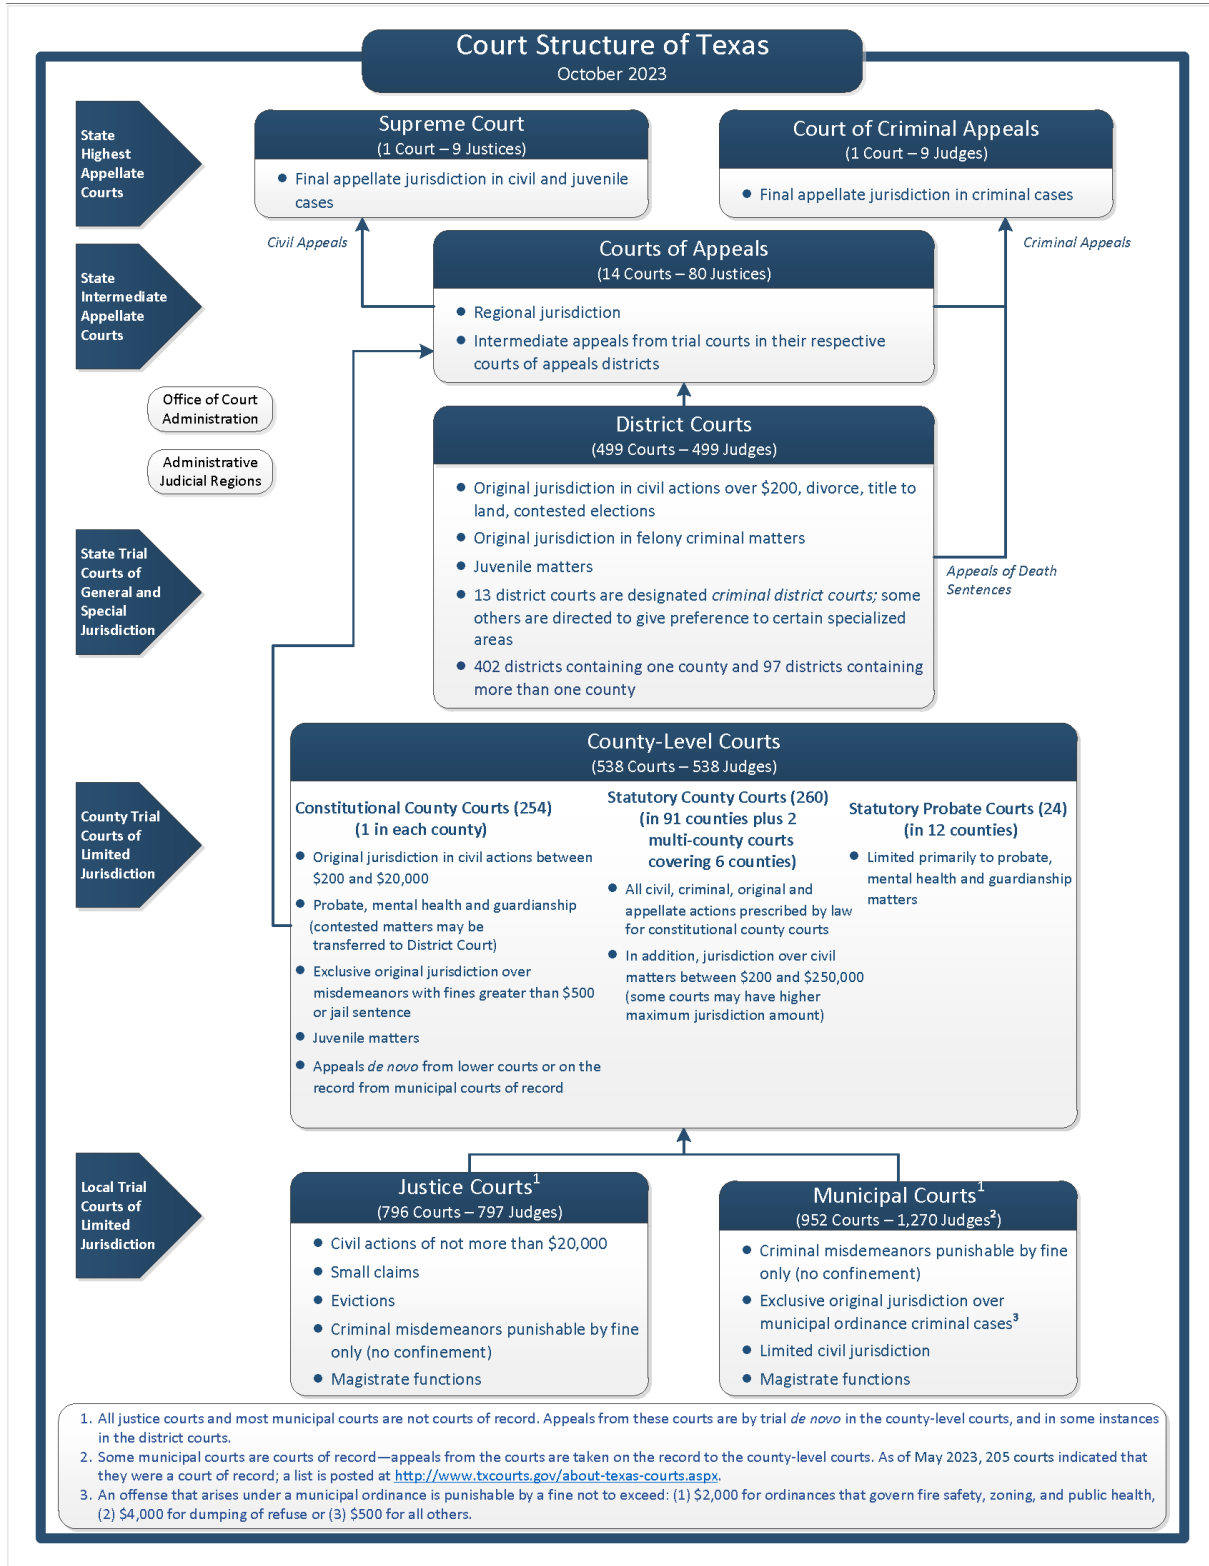 Court Structure of Texas
October 2023
State
Highest
Appellate
Courts
Supreme Court
(1 Court – 9 Justices)
● Final appellate jurisdiction in civil and juvenile
cases
Court of Criminal Appeals
(1 Court – 9 Judges)
● Final appellate jurisdiction in criminal cases
Civil Appeals
Criminal Appeals
State
Intermediate
Appellate
Courts
Courts of Appeals
(14 Courts – 80 Justices)
● Regional jurisdiction
● Intermediate appeals from trial courts in their respective
courts of appeals districts
Office of Court
Administration
Administrative
Judicial Regions
State Trial
Courts of
General and
Special
Jurisdiction
District Courts
(499 Courts – 499 Judges)
● Original jurisdiction in civil actions over $200, divorce, title to
land, contested elections
● Original jurisdiction in felony criminal matters
● Juvenile matters
● 13 district courts are designated criminal district courts; some
others are directed to give preference to certain specialized
areas
● 402 districts containing one county and 97 districts containing
more than one county
Appeals of Death
Sentences
County Trial
Courts of
Limited
Jurisdiction
County-Level Courts
(538 Courts – 538 Judges)
Constitutional County Courts (254)
(1 in each county)
● Original jurisdiction in civil actions between
$200 and $20,000
● Probate, mental health and guardianship
(contested matters may be
transferred to District Court)
● Exclusive original jurisdiction over
misdemeanors with fines greater than $500
or jail sentence
● Juvenile matters
● Appeals de novo from lower courts or on the
record from municipal courts of record
Statutory County Courts (260)
(in 91 counties plus 2
multi-county courts
covering 6 counties)
● All civil, criminal, original and
appellate actions prescribed by law
for constitutional county courts
● In addition, jurisdiction over civil
matters between $200 and $250,000
(some courts may have higher
maximum jurisdiction amount)
Statutory Probate Courts (24)
(in 12 counties)
● Limited primarily to probate,
mental health and guardianship
matters
Local Trial
Courts of
Limited
Jurisdiction
Justice Courts¹
(796 Courts – 797 Judges)
● Civil actions of not more than $20,000
● Small claims
● Evictions
● Criminal misdemeanors punishable by fine
only (no confinement)
● Magistrate functions
Municipal Courts¹
(952 Courts – 1,270 Judges²)
● Criminal misdemeanors punishable by fine
only (no confinement)
● Exclusive original jurisdiction over
municipal ordinance criminal cases³
● Limited civil jurisdiction
● Magistrate functions
1. All justice courts and most municipal courts are not courts of record. Appeals from these courts are by trial de novo in the county-level courts, and in some instances
in the district courts.
2. Some municipal courts are courts of record—appeals from the courts are taken on the record to the county-level courts. As of May 2023, 205 courts indicated that
they were a court of record; a list is posted at http://www.txcourts.gov/about-texas-courts.aspx.
3. An offense that arises under a municipal ordinance is punishable by a fine not to exceed: (1) $2,000 for ordinances that govern fire safety, zoning, and public health,
(2) $4,000 for dumping of refuse or (3) $500 for all others.